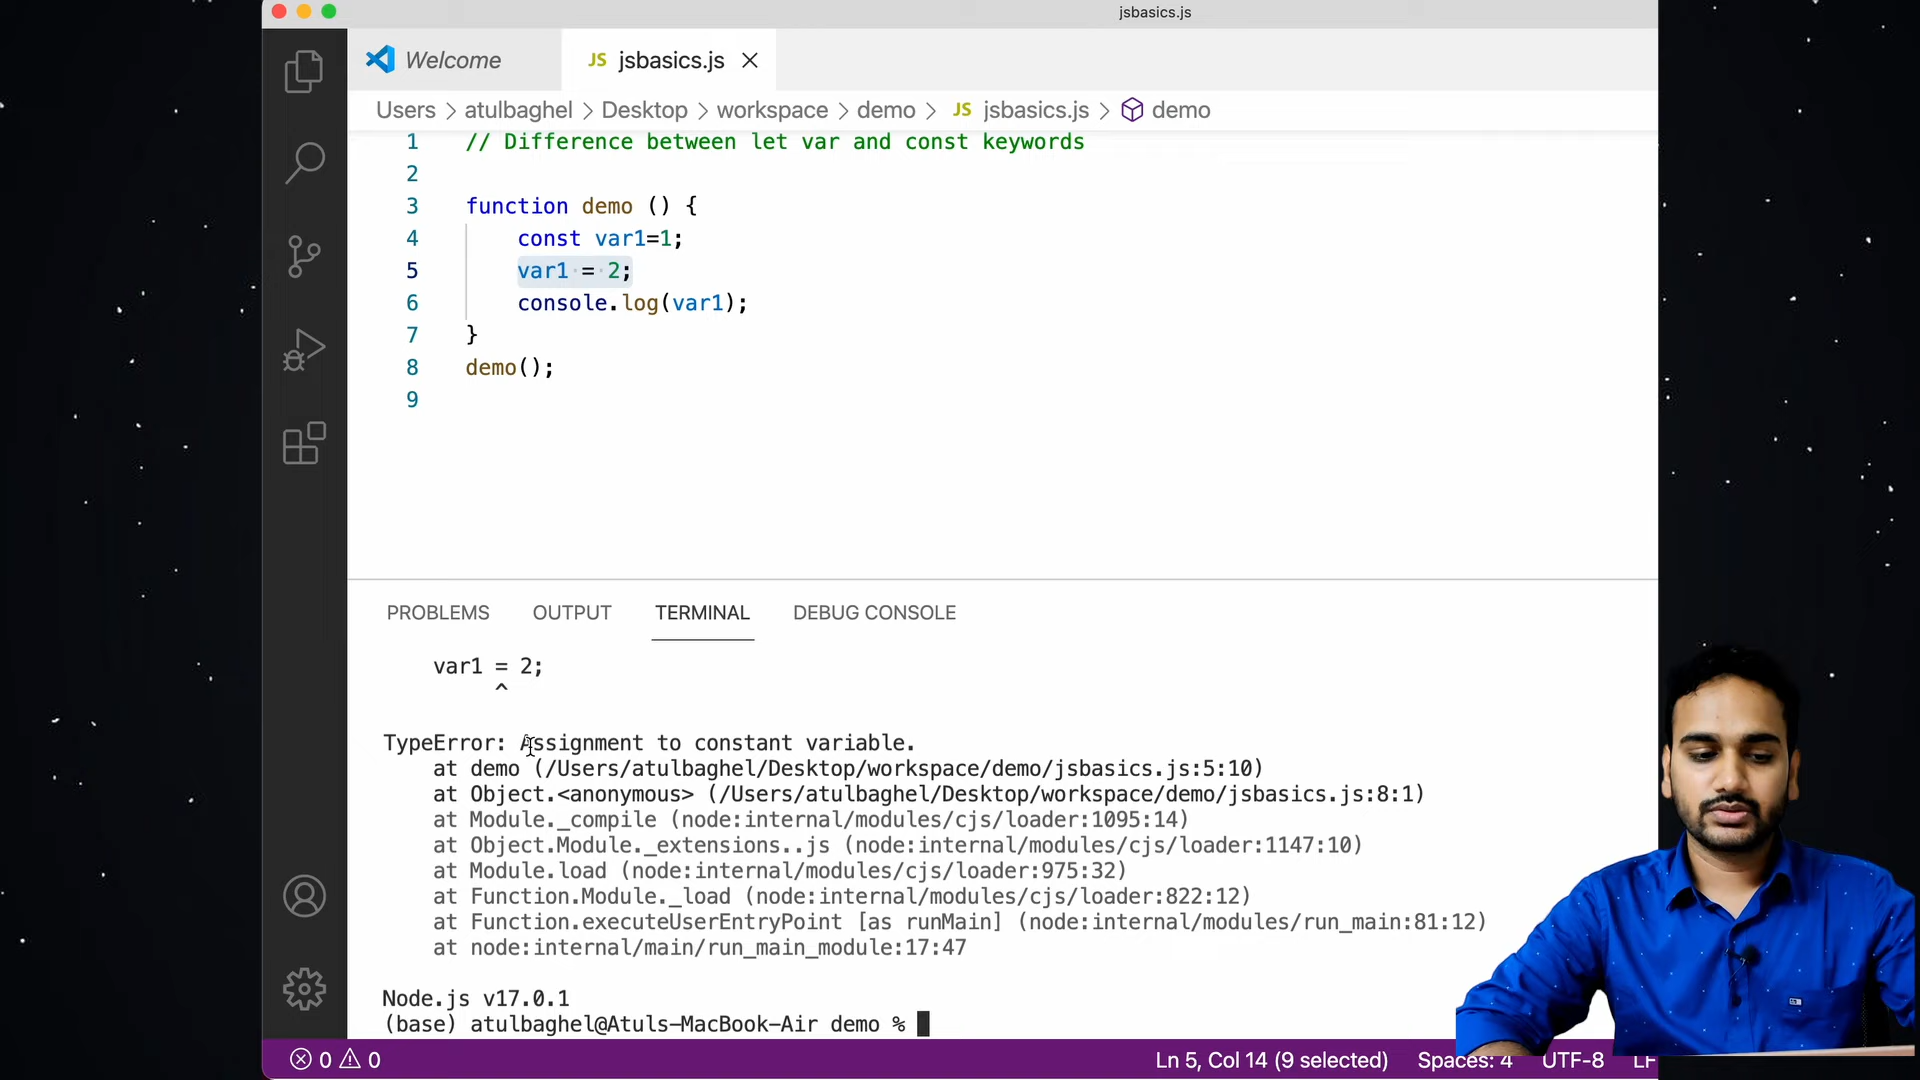 jsbasics.js
Welcome
JS jsbasics.js
Users > atulbaghel > Desktop > workspace > demo > JS jsbasics.js > demo
1 // Difference between let var and const keywords
2
3 function demo () {
4 const var1=1;
5 var1 = 2;
6 console.log(var1);
7 }
8 demo();
9
PROBLEMS OUTPUT TERMINAL DEBUG CONSOLE
var1 = 2;
^
TypeError: Assignment to constant variable.
at demo (/Users/atulbaghel/Desktop/workspace/demo/jsbasics.js:5:10)
at Object.<anonymous> (/Users/atulbaghel/Desktop/workspace/demo/jsbasics.js:8:1)
at Module._compile (node:internal/modules/cjs/loader:1095:14)
at Object.Module._extensions..js (node:internal/modules/cjs/loader:1147:10)
at Module.load (node:internal/modules/cjs/loader:975:32)
at Function.Module._load (node:internal/modules/cjs/loader:822:12)
at Function.executeUserEntryPoint [as runMain] (node:internal/modules/run_main:81:12)
at node:internal/main/run_main_module:17:47
Node.js v17.0.1
(base) atulbaghel@Atuls-MacBook-Air demo %
0 0 Ln 5, Col 14 (9 selected) Spaces: 4 UTF-8 LF